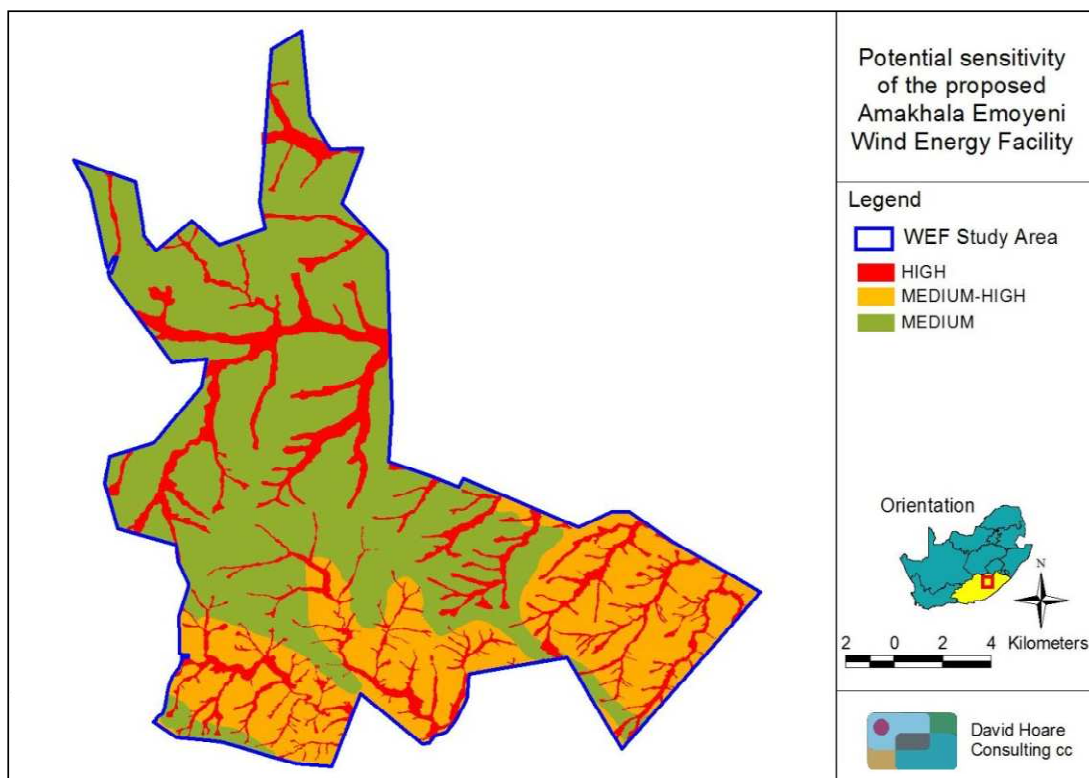 Potential sensitivity
of the proposed
Amakhala Emoyeni
Wind Energy Facility
Legend
WEF Study Area
HIGH
MEDIUM-HIGH
MEDIUM
Orientation
N
2 0 2 4 Kilometers
David Hoare
Consulting cc